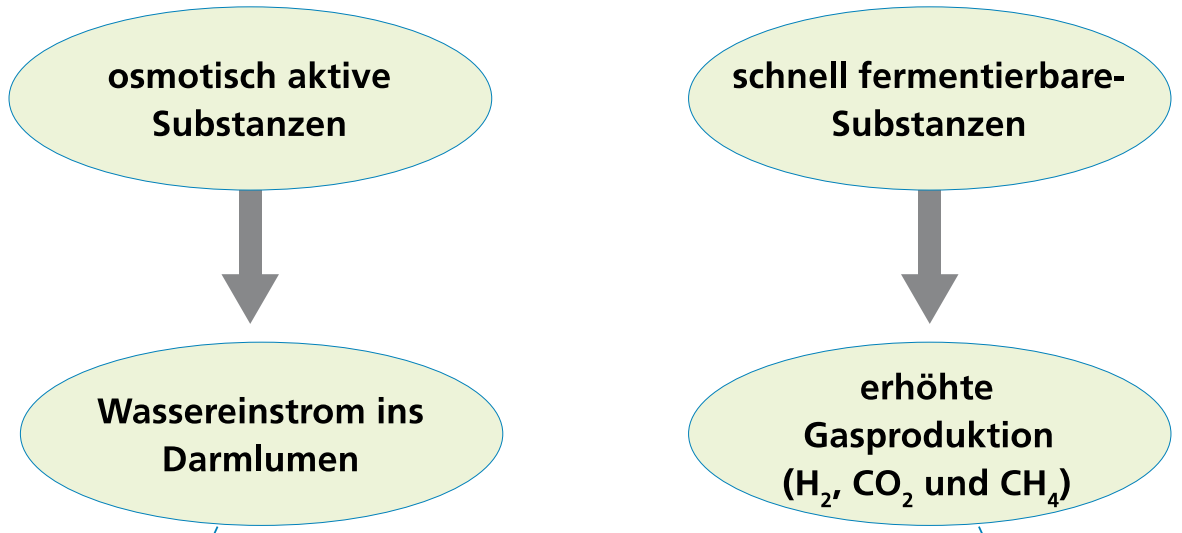 osmotisch aktive
Substanzen
schnell fermentierbare-
Substanzen
Wassereinstrom ins
Darmlumen
erhöhte
Gasproduktion
(H₂, CO₂ und CH₄)